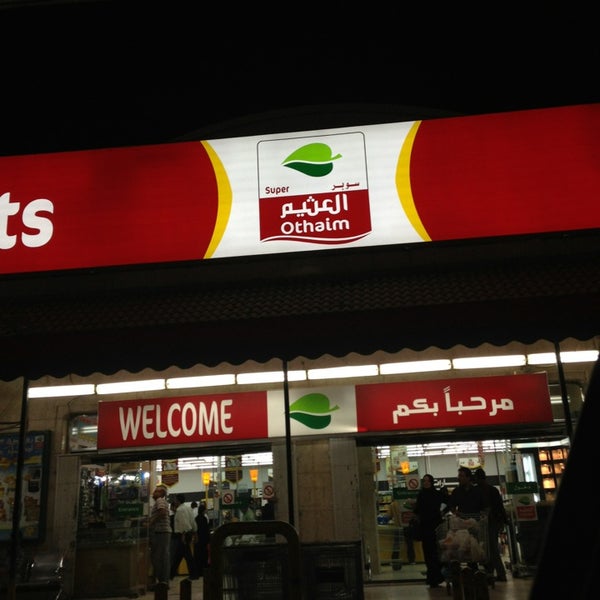 ts
Super سوبر
العثيم
Othaim
WELCOME
مرحباً بكم